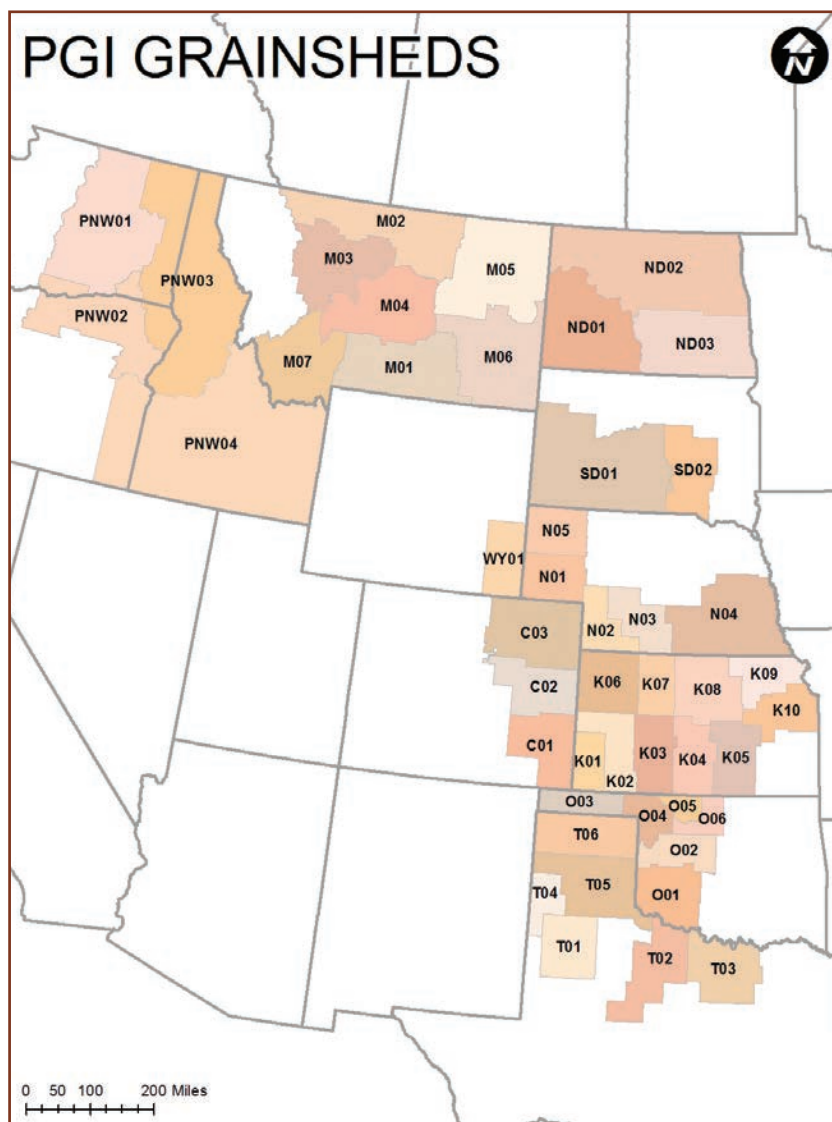 PGI GRAINSHEDS
N
PNW01
M02
PNW03
M03
M05
ND02
M04
PNW02
ND01
ND03
M07
M01
M06
PNW04
SD01
SD02
N05
WY01
N01
C03
N02
N03
N04
K09
C02
K06
K07
K08
K10
C01
K01
K02
K03
K04
K05
O03
O04
O05
O06
T06
O02
T04
T05
O01
T01
T02
T03
0 50 100 200 Miles